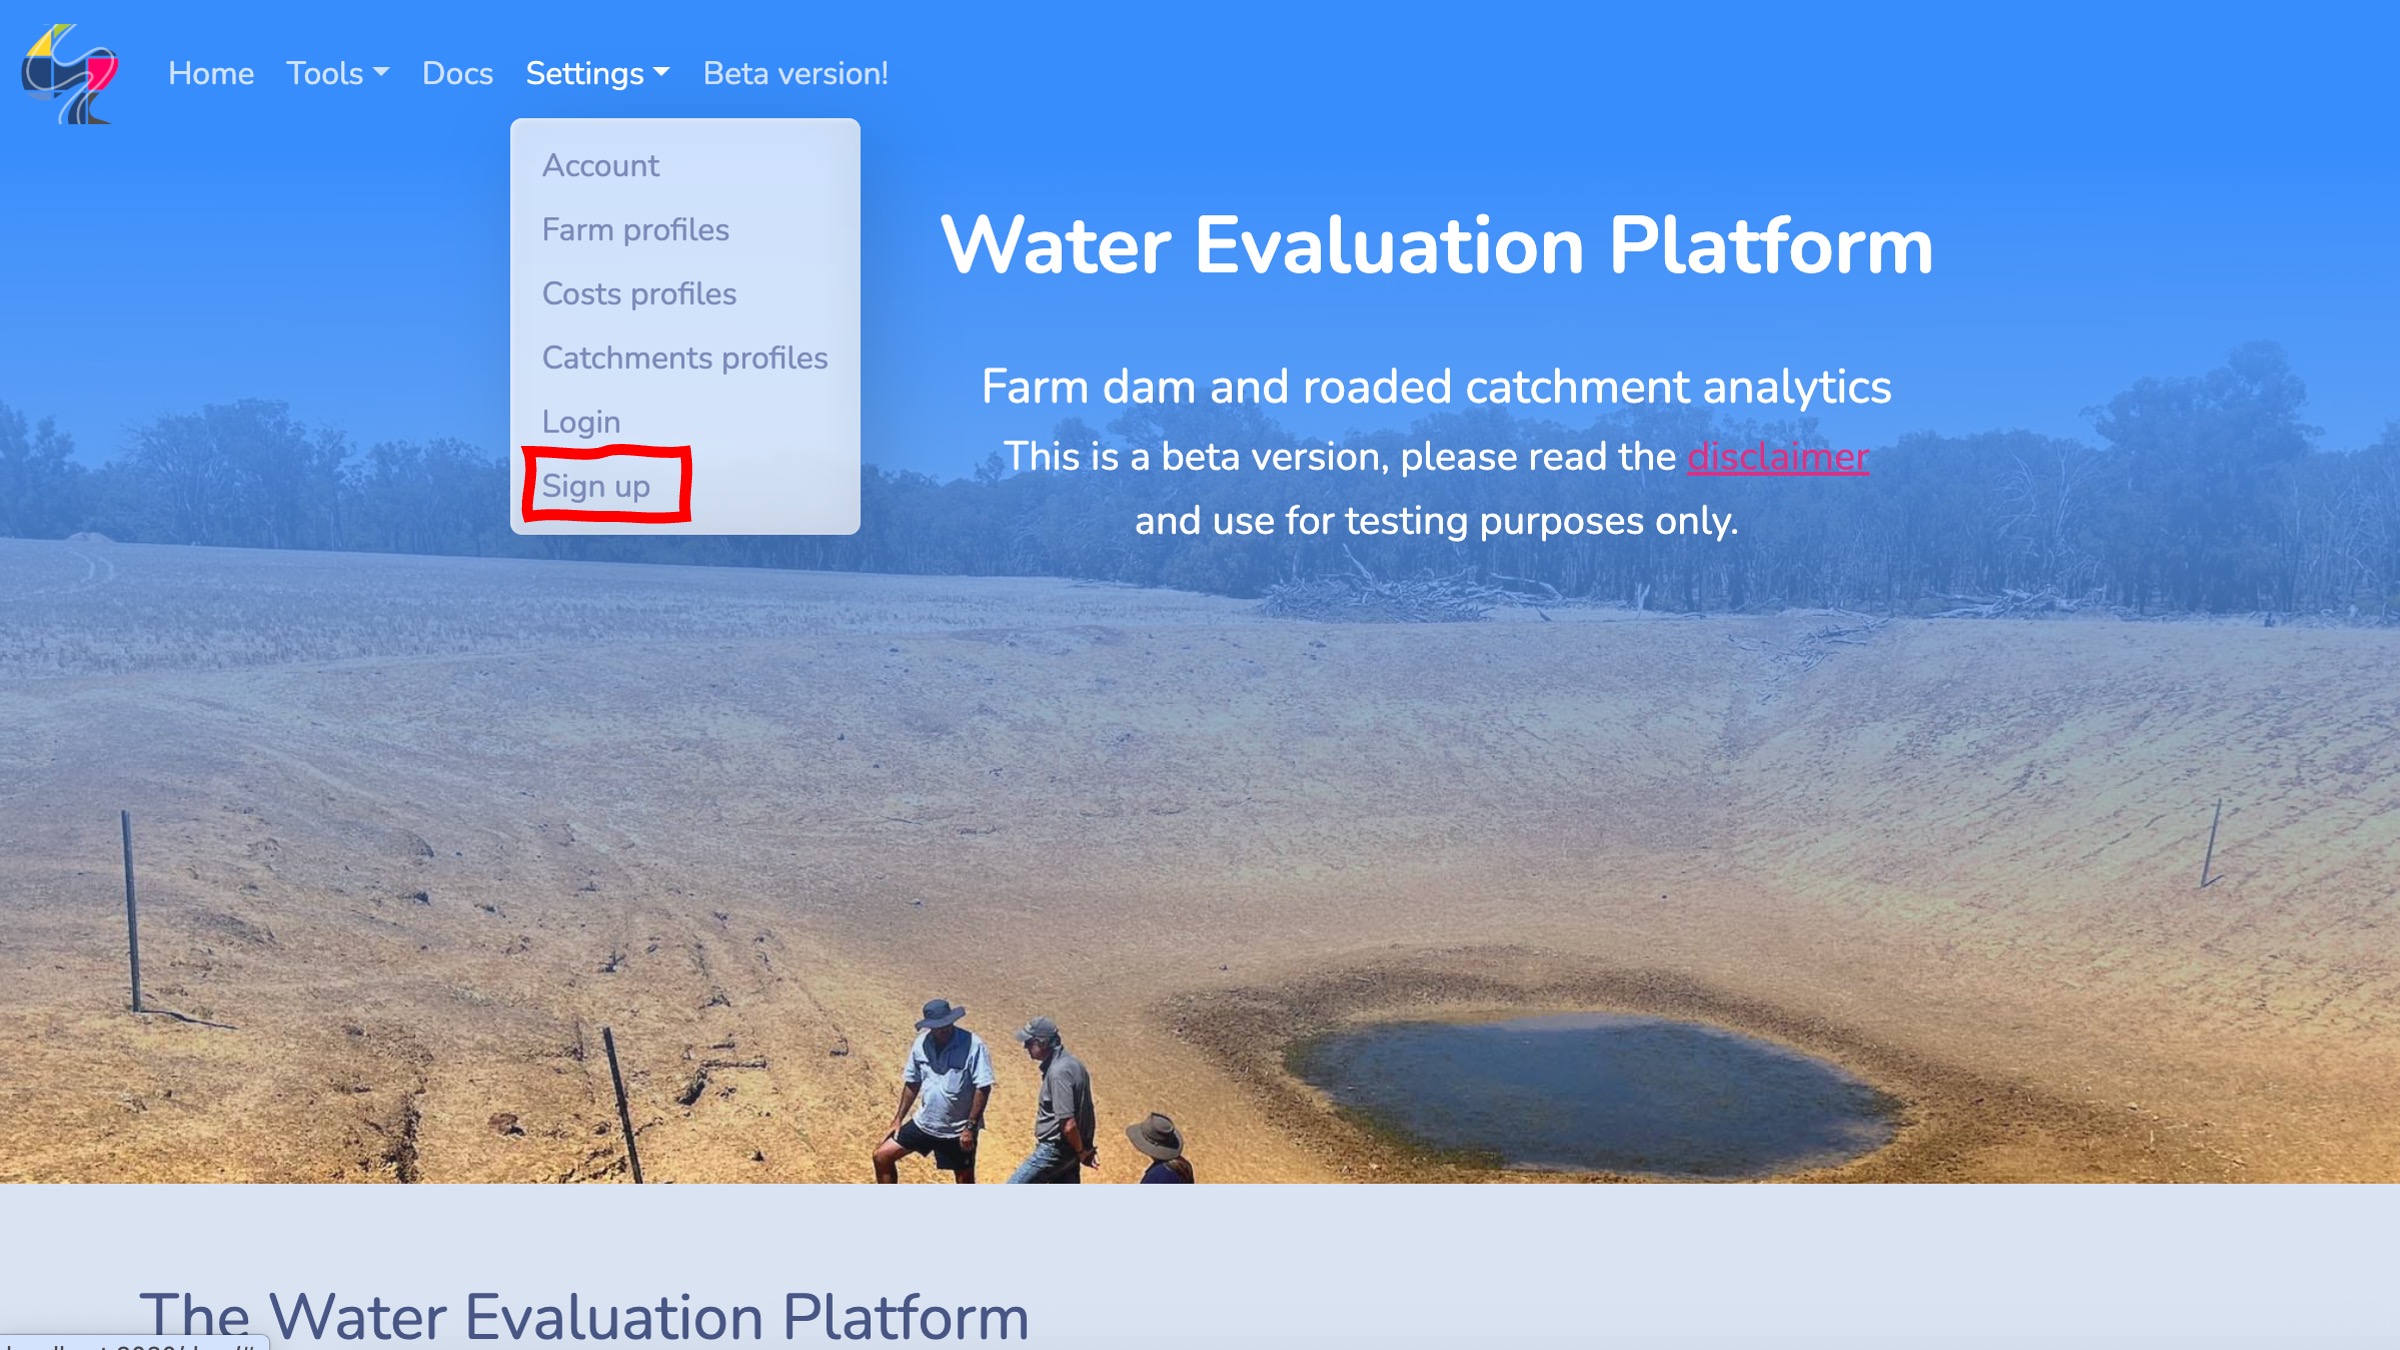 Home Tools Docs Settings Beta version!
Account
Farm profiles
Costs profiles
Catchments profiles
Login
Sign up
Water Evaluation Platform
Farm dam and roaded catchment analytics
This is a beta version, please read the disclaimer
and use for testing purposes only.
The Water Evaluation Platform